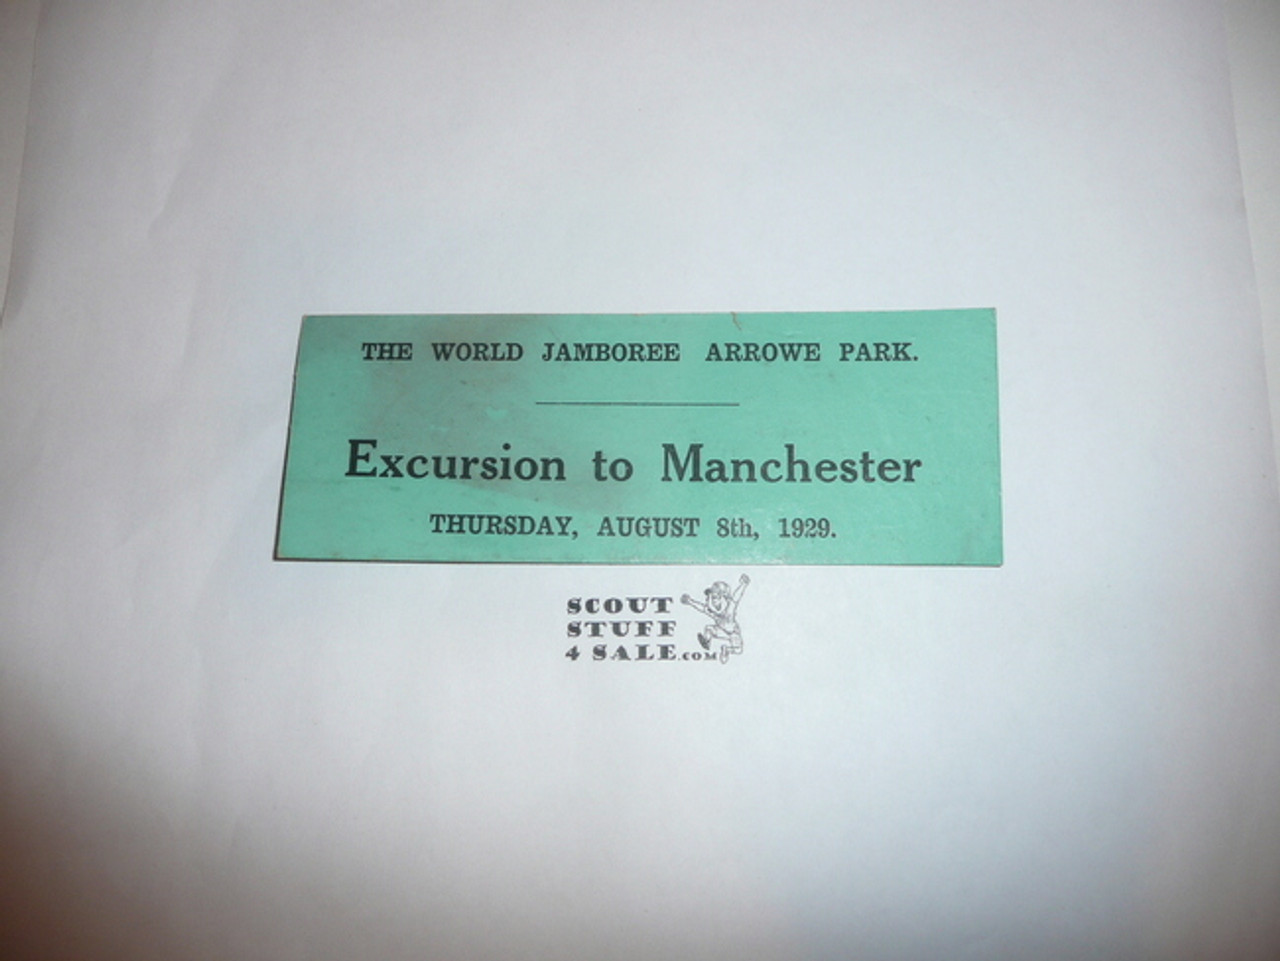 THE WORLD JAMBOREE ARROWE PARK.
Excursion to Manchester
THURSDAY, AUGUST 8th, 1929.
SCOUT
STUFF
4 SALE.COM